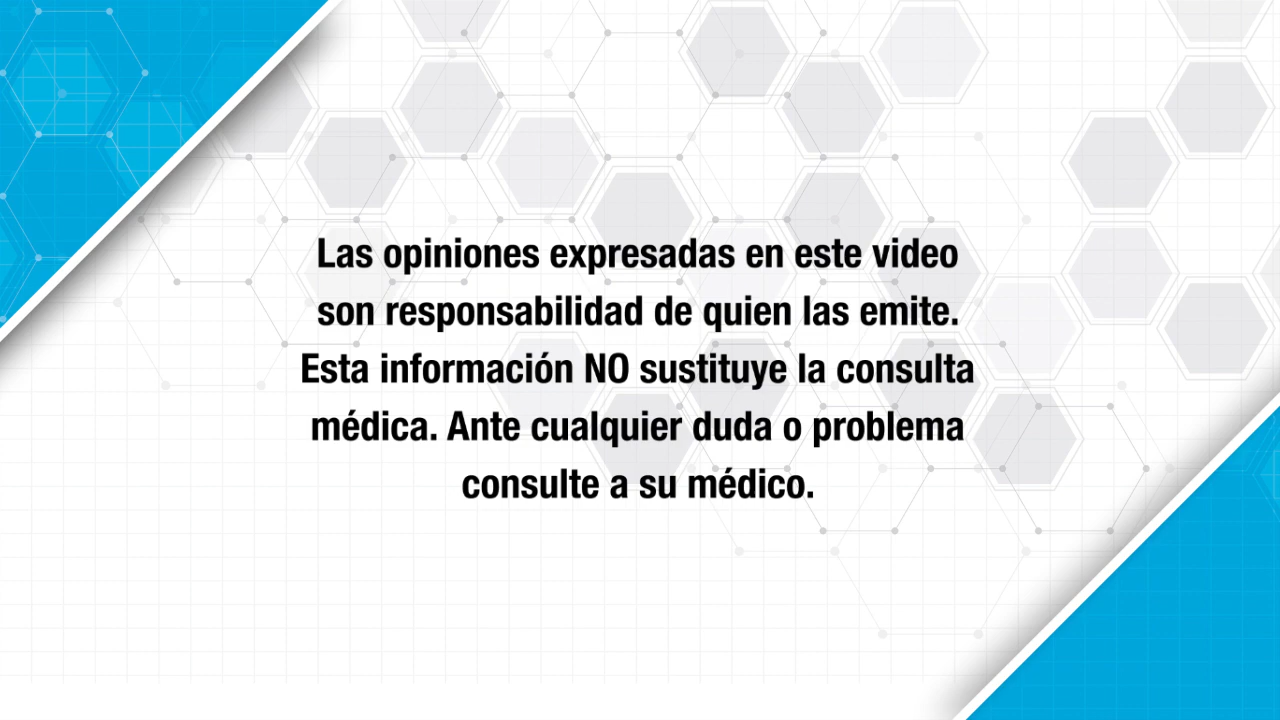 Las opiniones expresadas en este video
son responsabilidad de quien las emite.
Esta información NO sustituye la consulta
médica. Ante cualquier duda o problema
consulte a su médico.